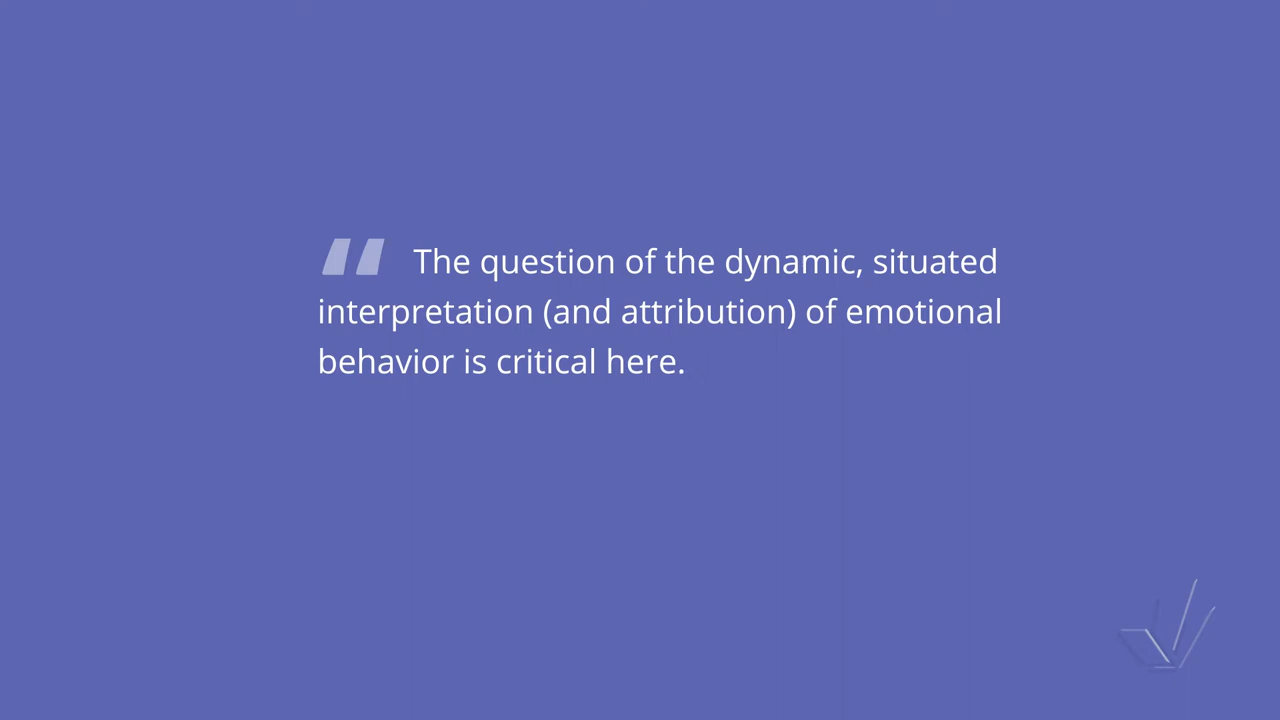 “ The question of the dynamic, situated
interpretation (and attribution) of emotional
behavior is critical here.